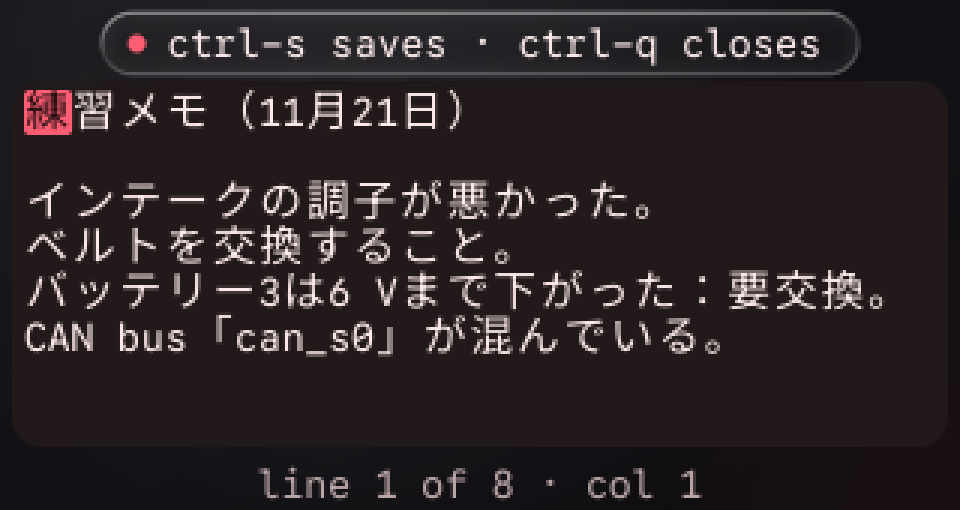 ctrl-s saves · ctrl-q closes
練習メモ（11月21日）
インテークの調子が悪かった。
ベルトを交換すること。
バッテリー3は6 Vまで下がった：要交換。
CAN bus「can_s0」が混んでいる。
line 1 of 8 · col 1